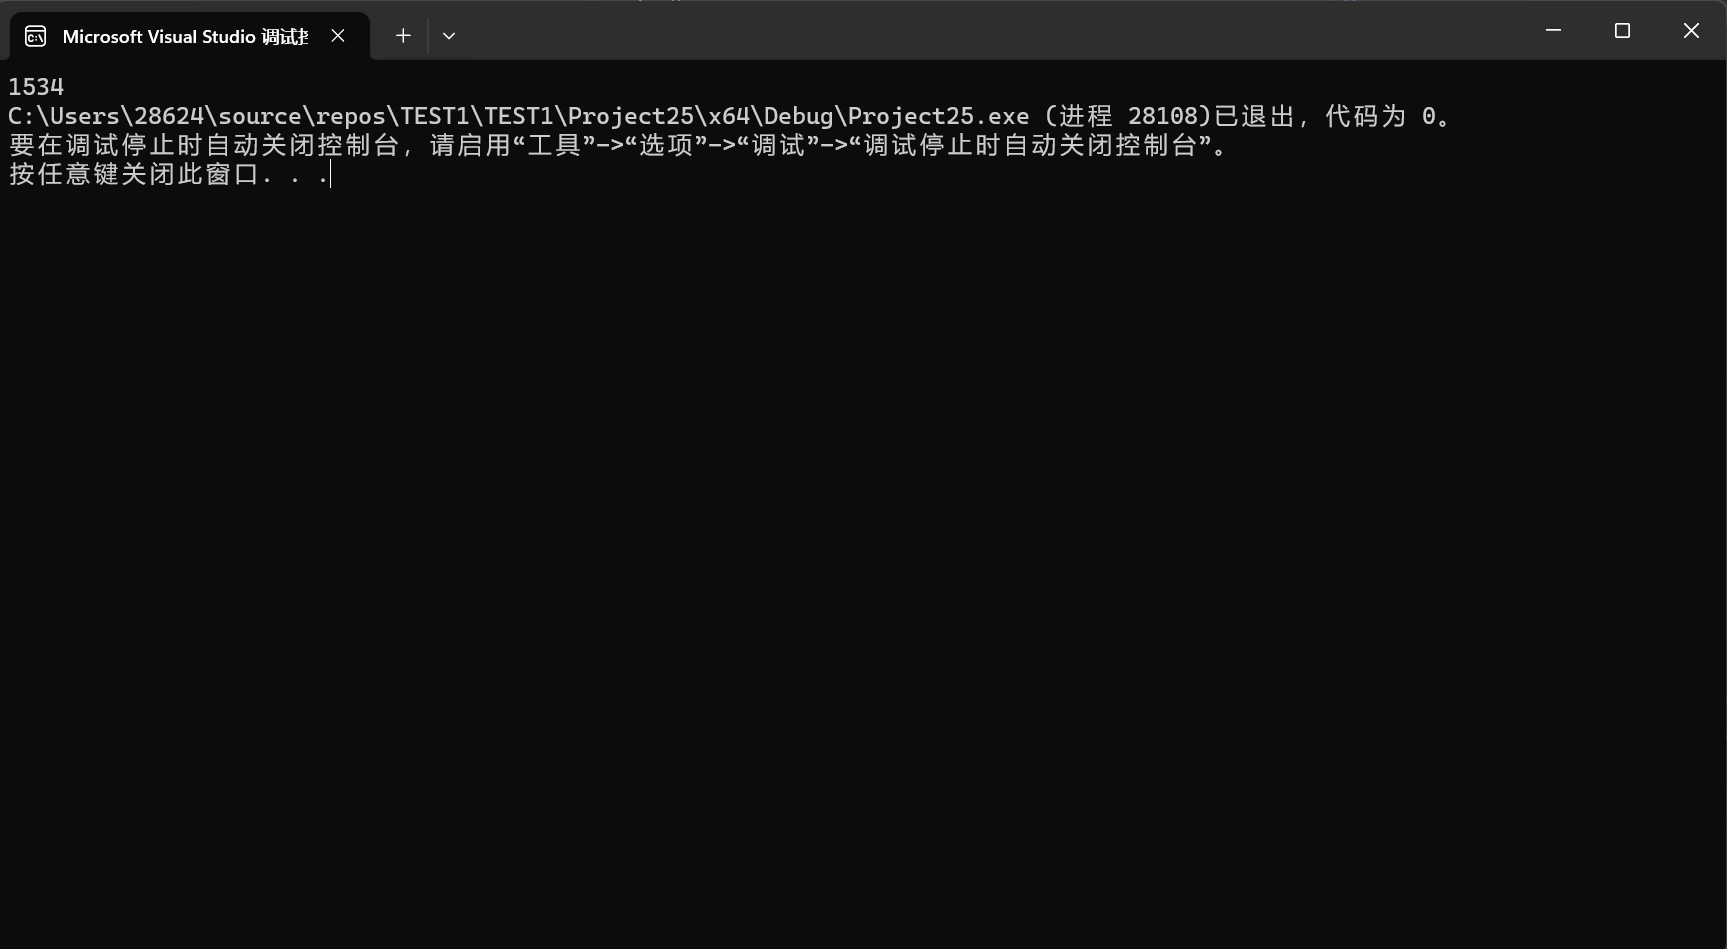 Microsoft Visual Studio 调试
1534
C:\Users\28624\source\repos\TEST1\TEST1\Project25\x64\Debug\Project25.exe (进程 28108)已退出，代码为 0。
要在调试停止时自动关闭控制台，请启用“工具”->“选项”->“调试”->“调试停止时自动关闭控制台”。
按任意键关闭此窗口. . .